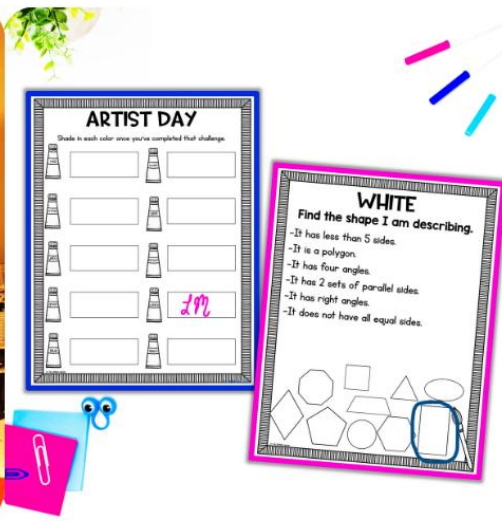 ARTIST DAY
Shade in each color once you've completed that challenge.
LM
WHITE
Find the shape I am describing.
-It has less than 5 sides.
-It is a polygon.
-It has four angles.
-It has 2 sets of parallel sides.
-It has right angles.
-It does not have all equal sides.